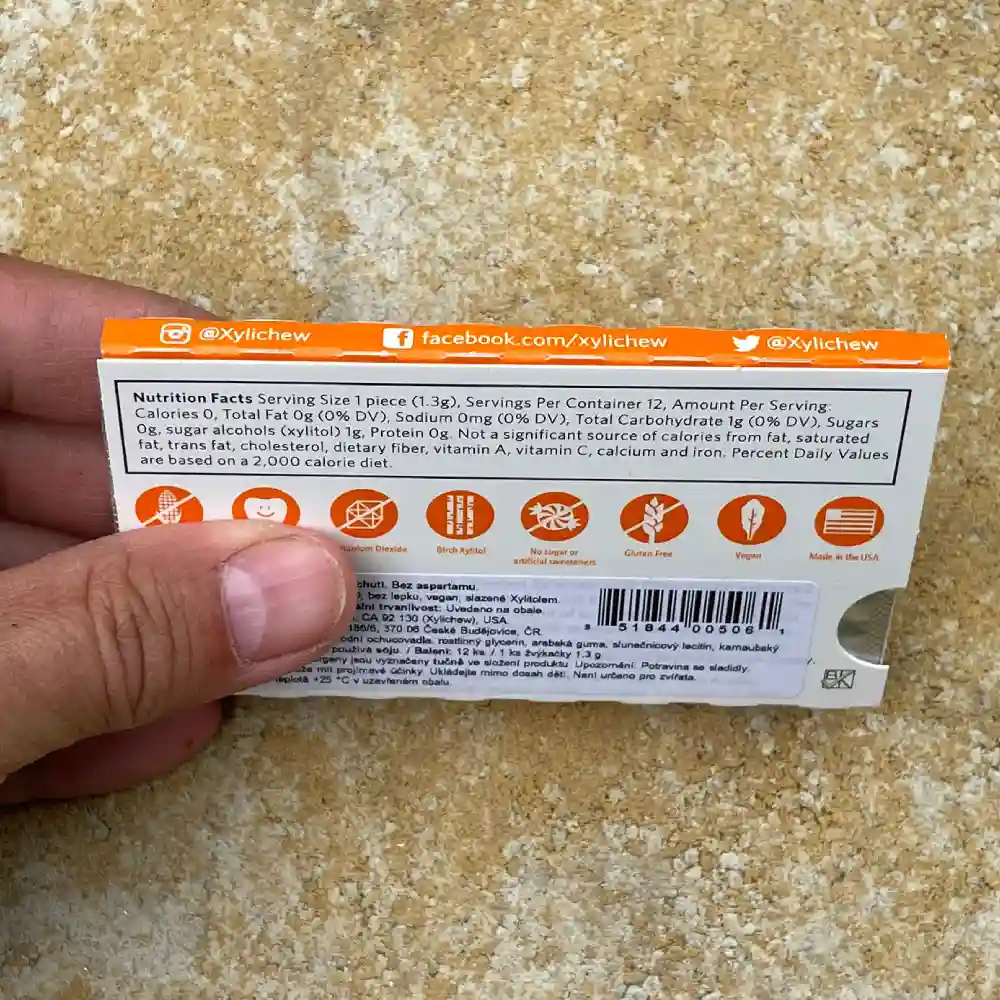 @Xylichew facebook.com/xylichew @Xylichew
Nutrition Facts Serving Size 1 piece (1.3g), Servings Per Container 12, Amount Per Serving:
Calories 0, Total Fat 0g (0% DV), Sodium 0mg (0% DV), Total Carbohydrate 1g (0% DV), Sugars
0g, sugar alcohols (xylitol) 1g, Protein 0g. Not a significant source of calories from fat, saturated
fat, trans fat, cholesterol, dietary fiber, vitamin A, vitamin C, calcium and iron. Percent Daily Values
are based on a 2,000 calorie diet.
Dioxide
Birch Xylitol
No sugar or
artificial sweeteners
Gluten Free
Vegan
Made in the USA
chutí. Bez aspartamu,
bez lepku, vegan, slazené Xylitolem.
trvanlivost: Uvedeno na obale.
CA 92 130 (Xylichew), USA.
186/6, 370 06 České Budějovice, ČR.
ochucovadla, rostlinný glycerin, arabská guma, slunečnicový lecitin, karnaubský
sóju. / Balení: 12 ks / 1 ks žvýkačky 1,3 g
jsou vyznačeny tučně ve složení produktu Upozornění: Potravina se sladidly.
mít projímavé účinky. Ukládejte mimo dosah dětí. Není určeno pro zvířata.
+25 °C v uzavřeném obalu.
8 51844 00506 1